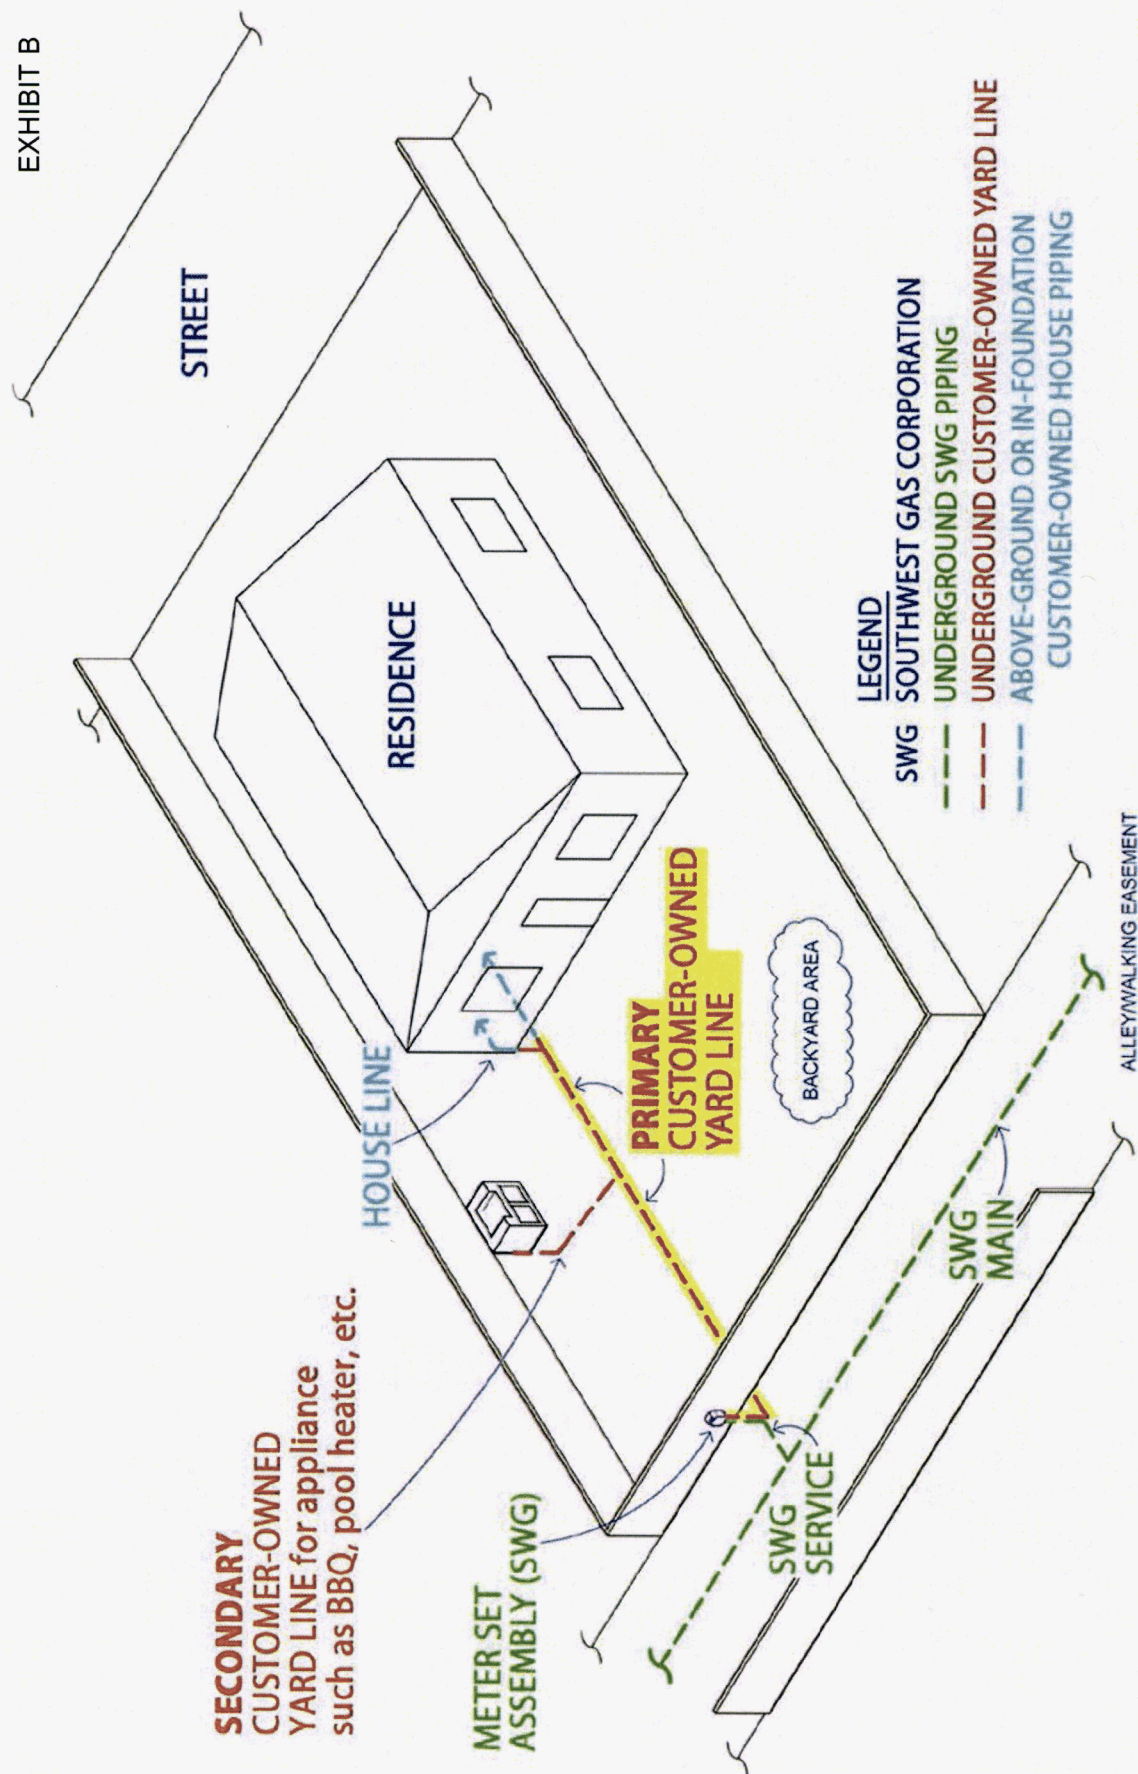 EXHIBIT B
STREET
RESIDENCE
HOUSE LINE
SECONDARY
CUSTOMER-OWNED
YARD LINE for appliance
such as BBQ, pool heater, etc.
METER SET
ASSEMBLY (SWG)
PRIMARY
CUSTOMER-OWNED
YARD LINE
BACKYARD AREA
SWG
SERVICE
SWG
MAIN
ALLEY/WALKING EASEMENT
LEGEND
SWG SOUTHWEST GAS CORPORATION
UNDERGROUND SWG PIPING
UNDERGROUND CUSTOMER-OWNED YARD LINE
ABOVE-GROUND OR IN-FOUNDATION
CUSTOMER-OWNED HOUSE PIPING